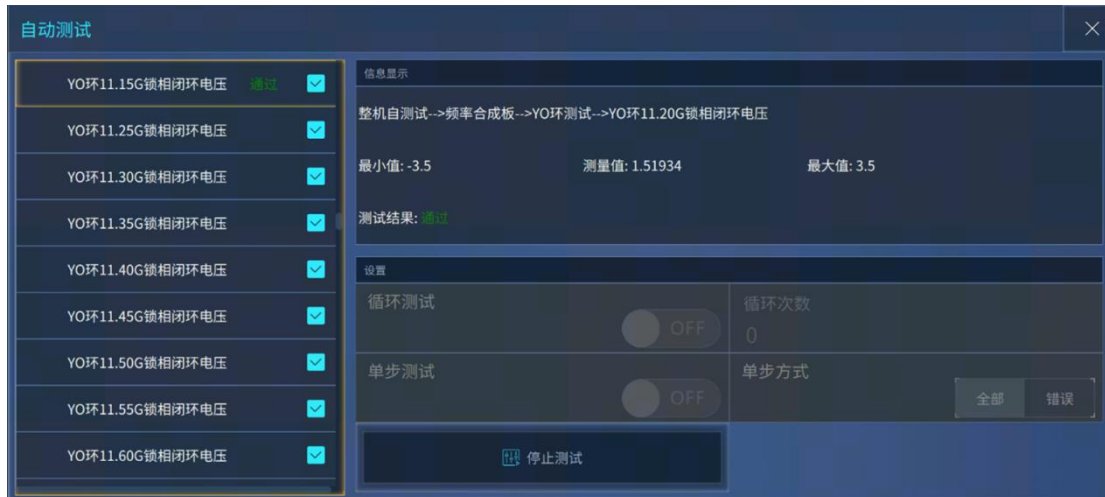 自动测试
YO环11.15G锁相闭环电压 通过
YO环11.25G锁相闭环电压
YO环11.30G锁相闭环电压
YO环11.35G锁相闭环电压
YO环11.40G锁相闭环电压
YO环11.45G锁相闭环电压
YO环11.50G锁相闭环电压
YO环11.55G锁相闭环电压
YO环11.60G锁相闭环电压
信息显示
整机自测试-->频率合成板-->YO环测试-->YO环11.20G锁相闭环电压
最小值: -3.5 测量值: 1.51934 最大值: 3.5
测试结果: 通过
设置
循环测试 OFF 循环次数
0
单步测试 OFF 单步方式
全部 错误
停止测试